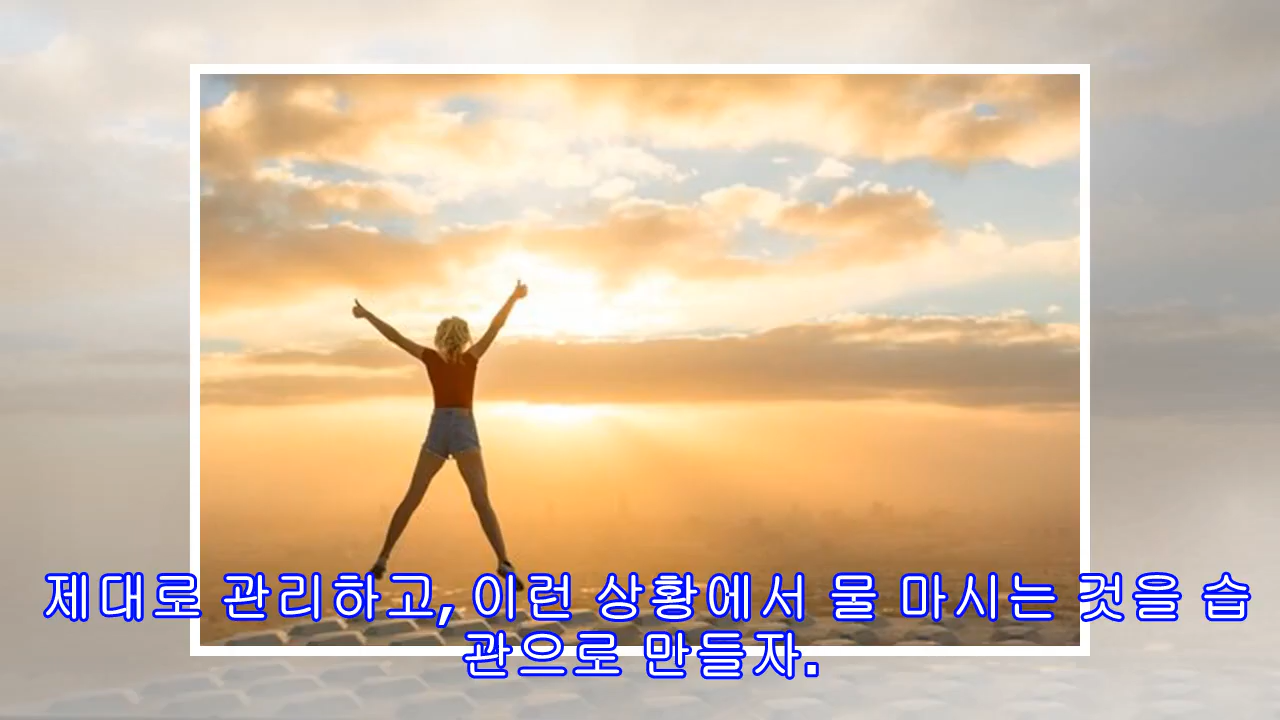 제대로 관리하고, 이런 상황에서 물 마시는 것을 습
관으로 만들자.